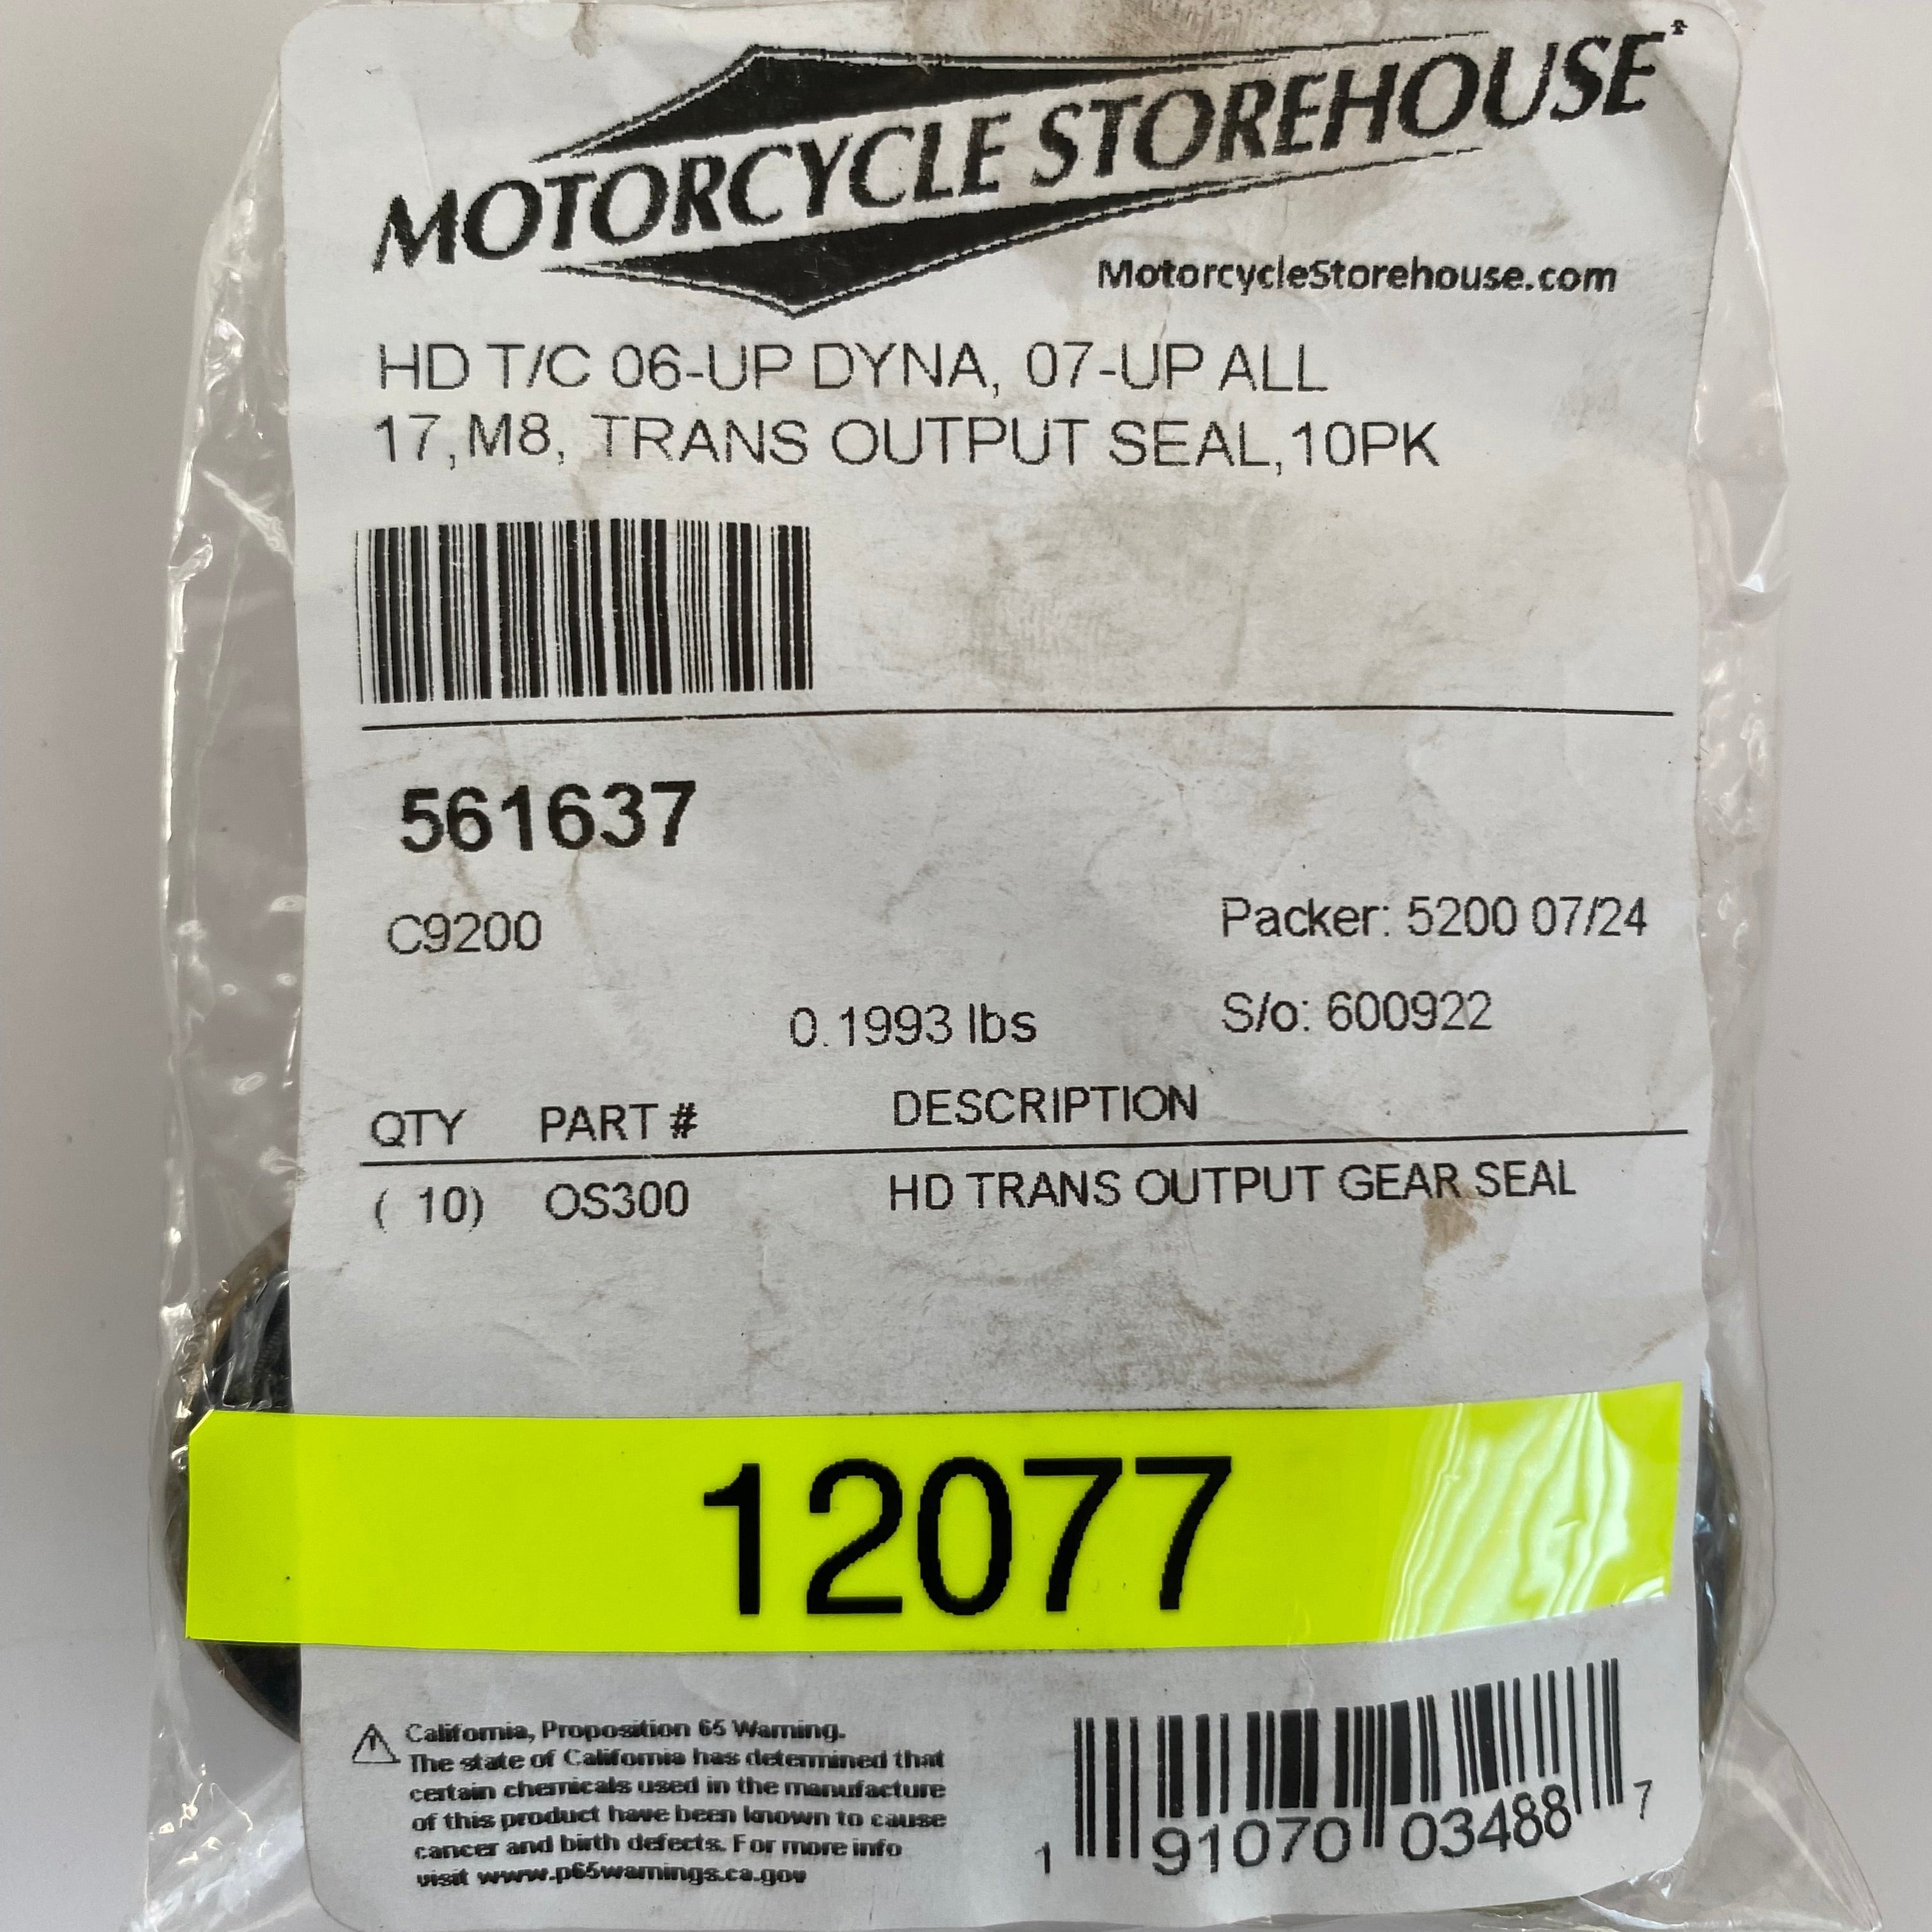 MOTORCYCLE STOREHOUSE®
MotorcycleStorehouse.com
HD T/C 06-UP DYNA, 07-UP ALL
17,M8, TRANS OUTPUT SEAL,10PK
561637
C9200
Packer: 5200 07/24
0.1993 lbs
S/o: 600922
QTY PART # DESCRIPTION
( 10) OS300 HD TRANS OUTPUT GEAR SEAL
12077
California, Proposition 65 Warning.
The state of California has determined that
certain chemicals used in the manufacture
of this product have been known to cause
cancer and birth defects. For more info
visit www.p65warnings.ca.gov
1 91070 03488 7